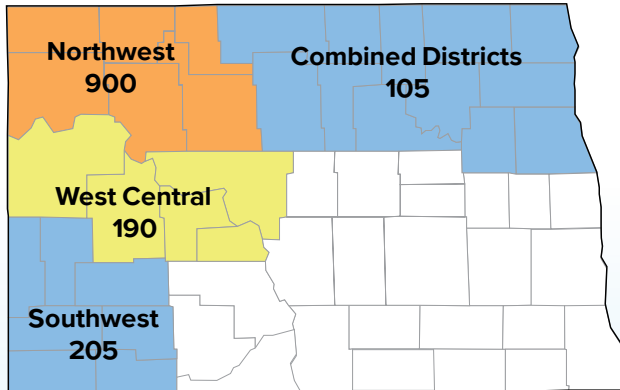 Northwest
900
Combined Districts
105
West Central
190
Southwest
205